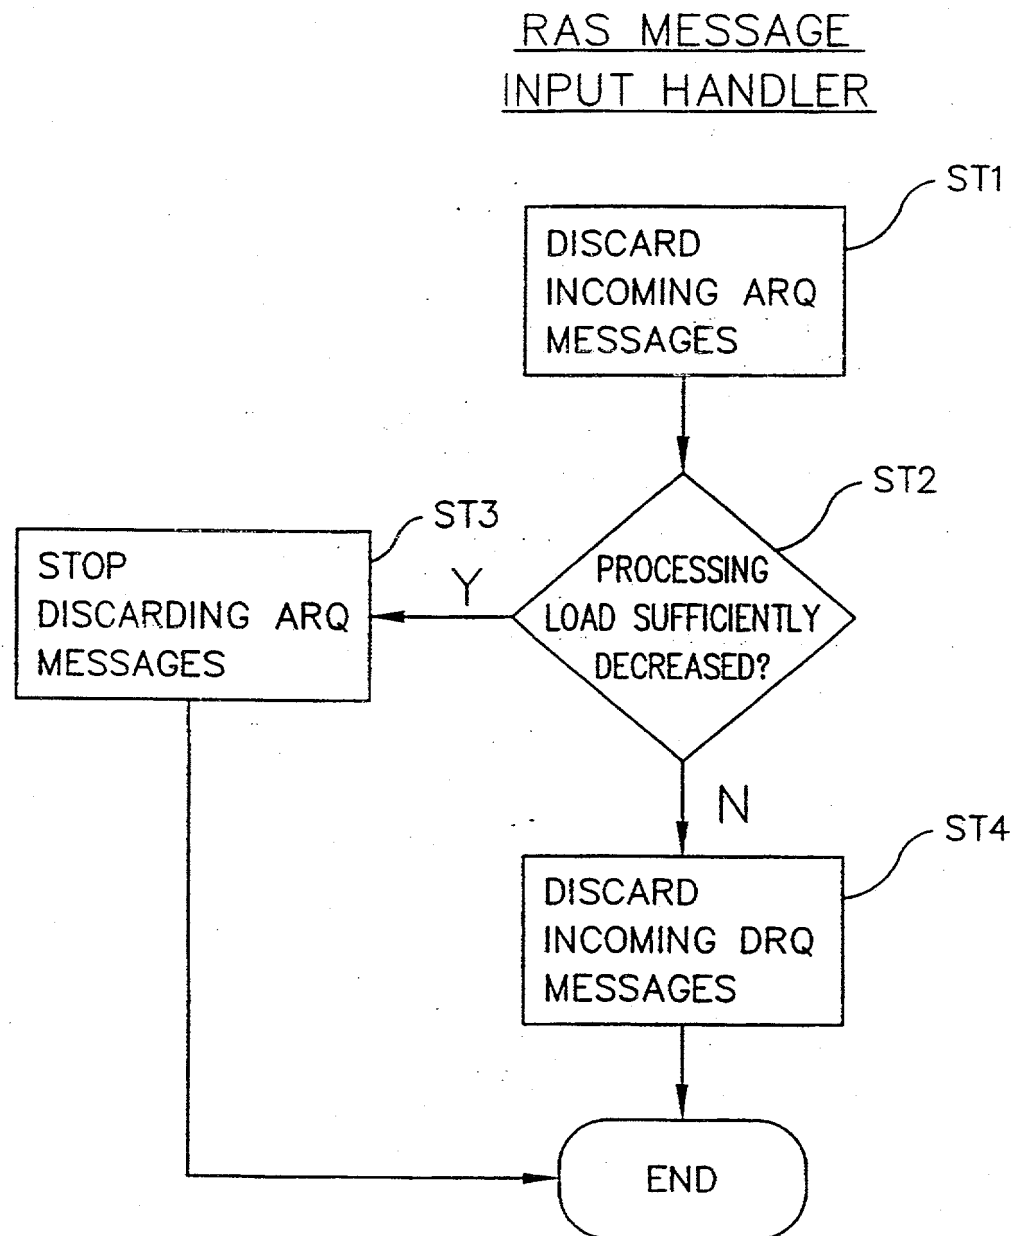 RAS MESSAGE
INPUT HANDLER
ST1
DISCARD
INCOMING ARQ
MESSAGES
ST2
PROCESSING
LOAD SUFFICIENTLY
DECREASED?
ST3
STOP
DISCARDING ARQ
MESSAGES
Y
N
ST4
DISCARD
INCOMING DRQ
MESSAGES
END